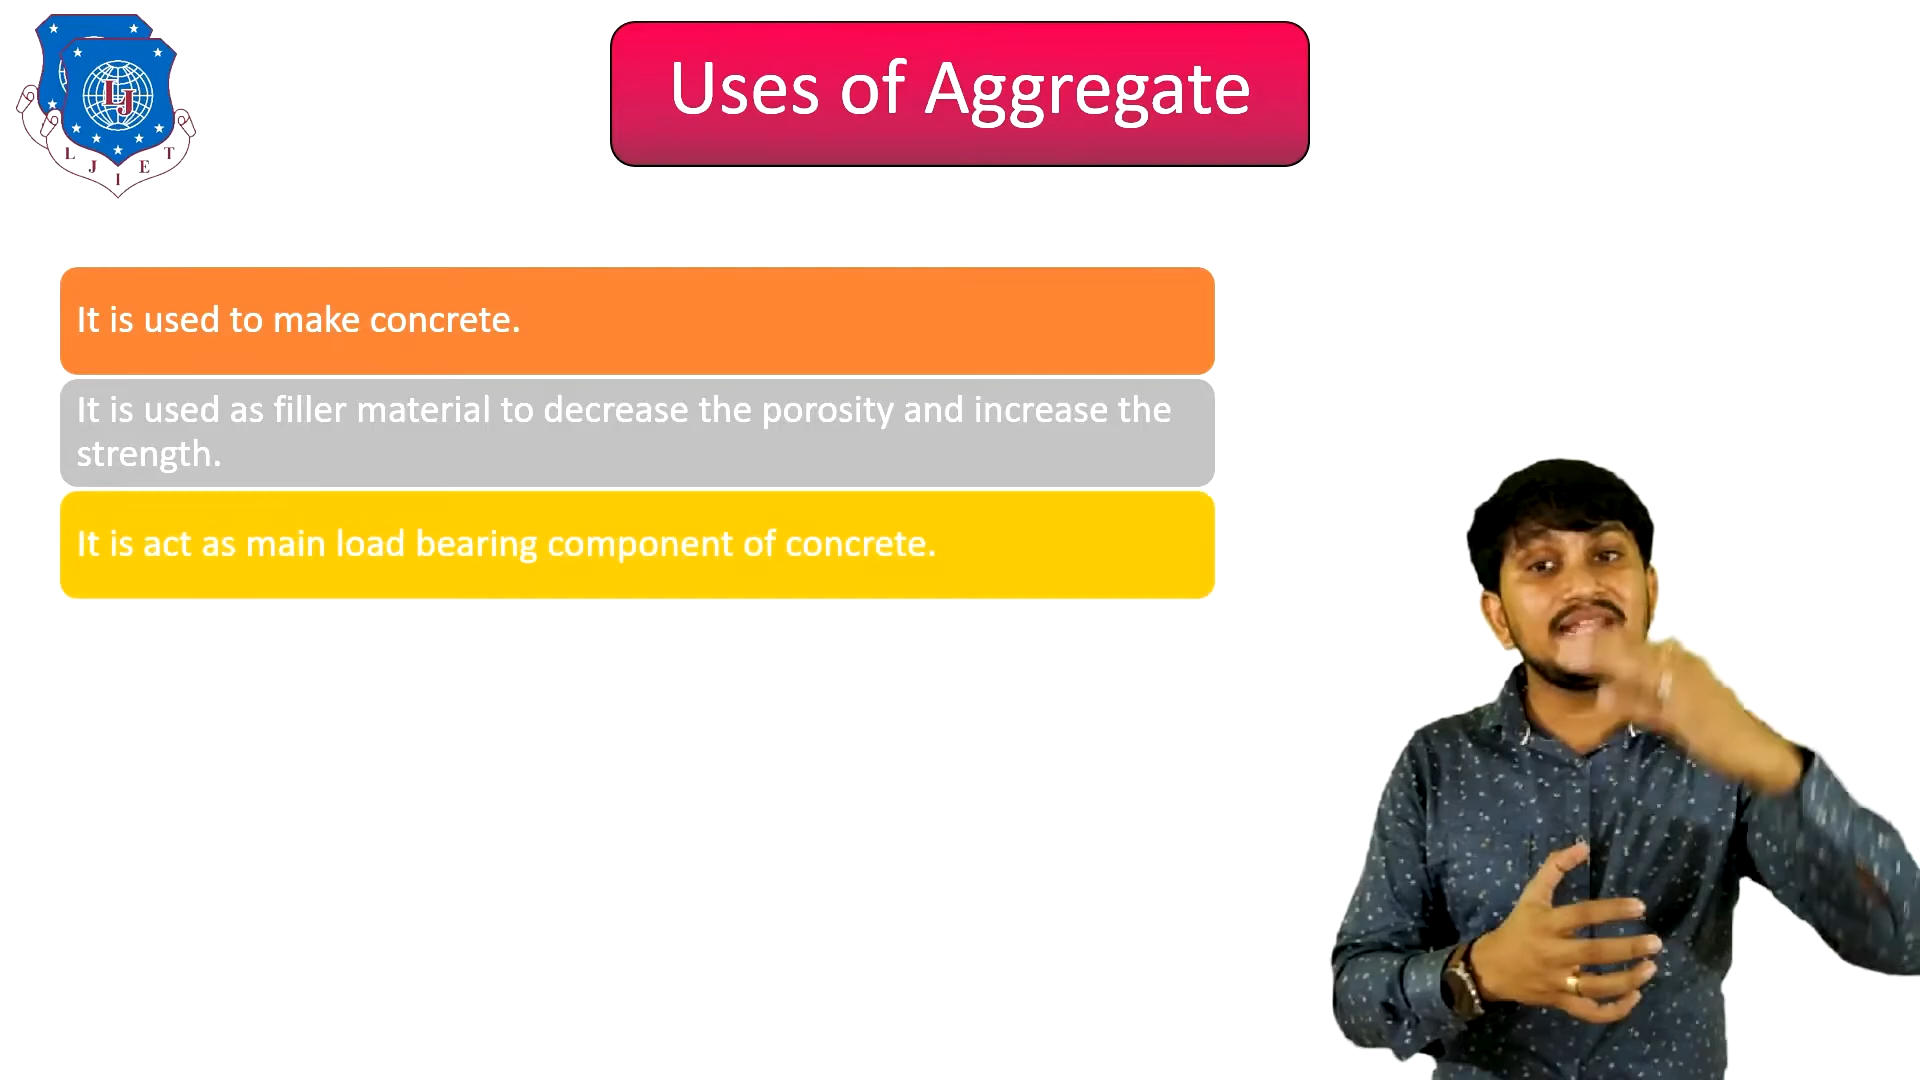 LJ
L J I E T
Uses of Aggregate
It is used to make concrete.
It is used as filler material to decrease the porosity and increase the
strength.
It is act as main load bearing component of concrete.